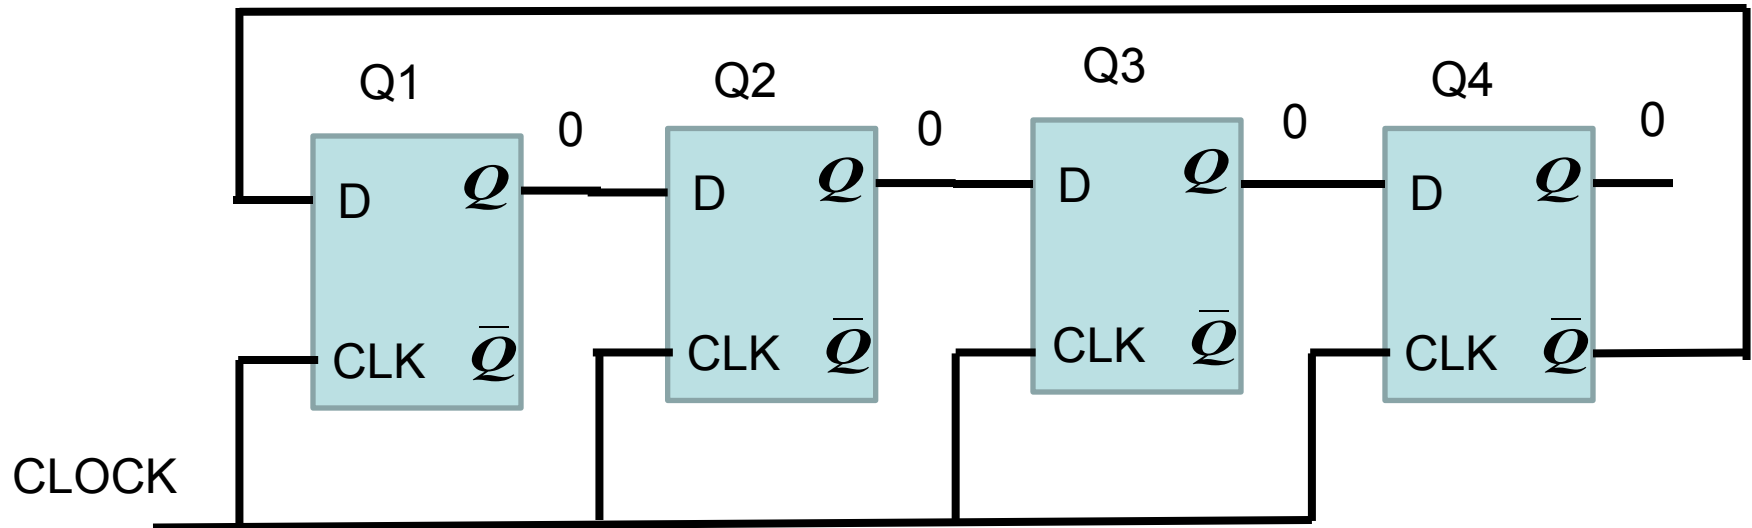 Q1 Q2 Q3 Q4
0 0 0 0
D Q D Q D Q D Q
CLK Q̅ CLK Q̅ CLK Q̅ CLK Q̅
CLOCK